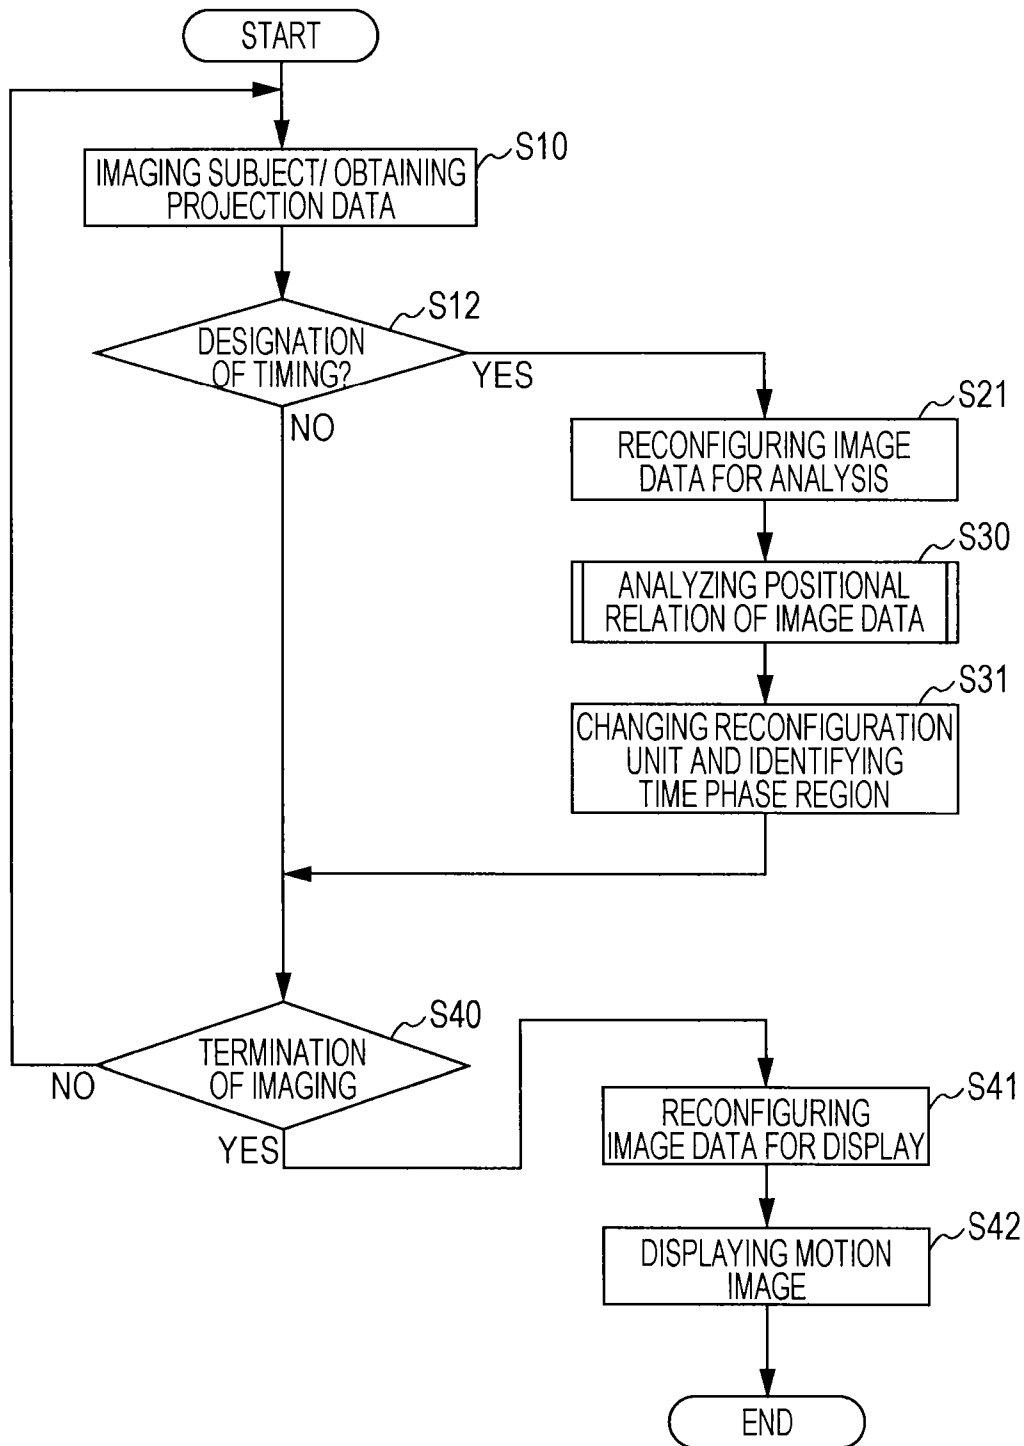 START
S10
IMAGING SUBJECT/ OBTAINING
PROJECTION DATA
S12
DESIGNATION
OF TIMING?
YES
NO
S21
RECONFIGURING IMAGE
DATA FOR ANALYSIS
S30
ANALYZING POSITIONAL
RELATION OF IMAGE DATA
S31
CHANGING RECONFIGURATION
UNIT AND IDENTIFYING
TIME PHASE REGION
S40
TERMINATION
OF IMAGING
NO
YES
S41
RECONFIGURING
IMAGE DATA FOR DISPLAY
S42
DISPLAYING MOTION
IMAGE
END